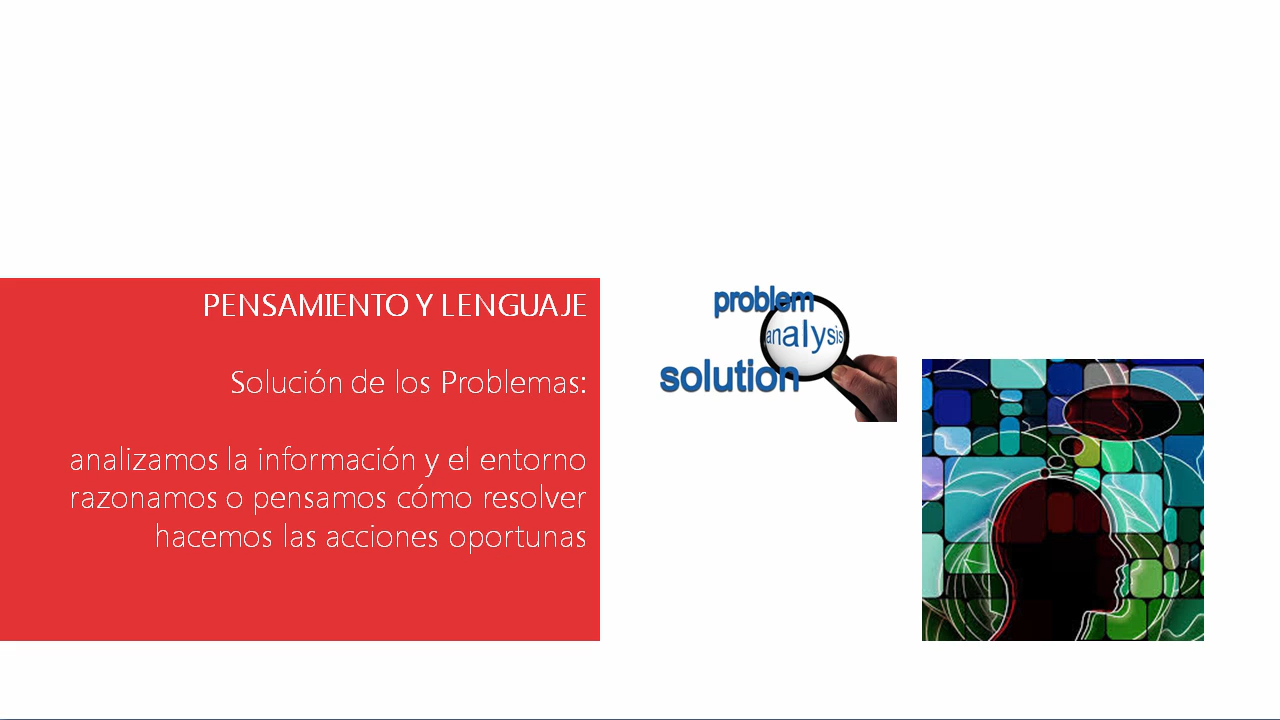 PENSAMIENTO Y LENGUAJE
Solución de los Problemas:
analizamos la información y el entorno
razonamos o pensamos cómo resolver
hacemos las acciones oportunas
problem
analysis
solution